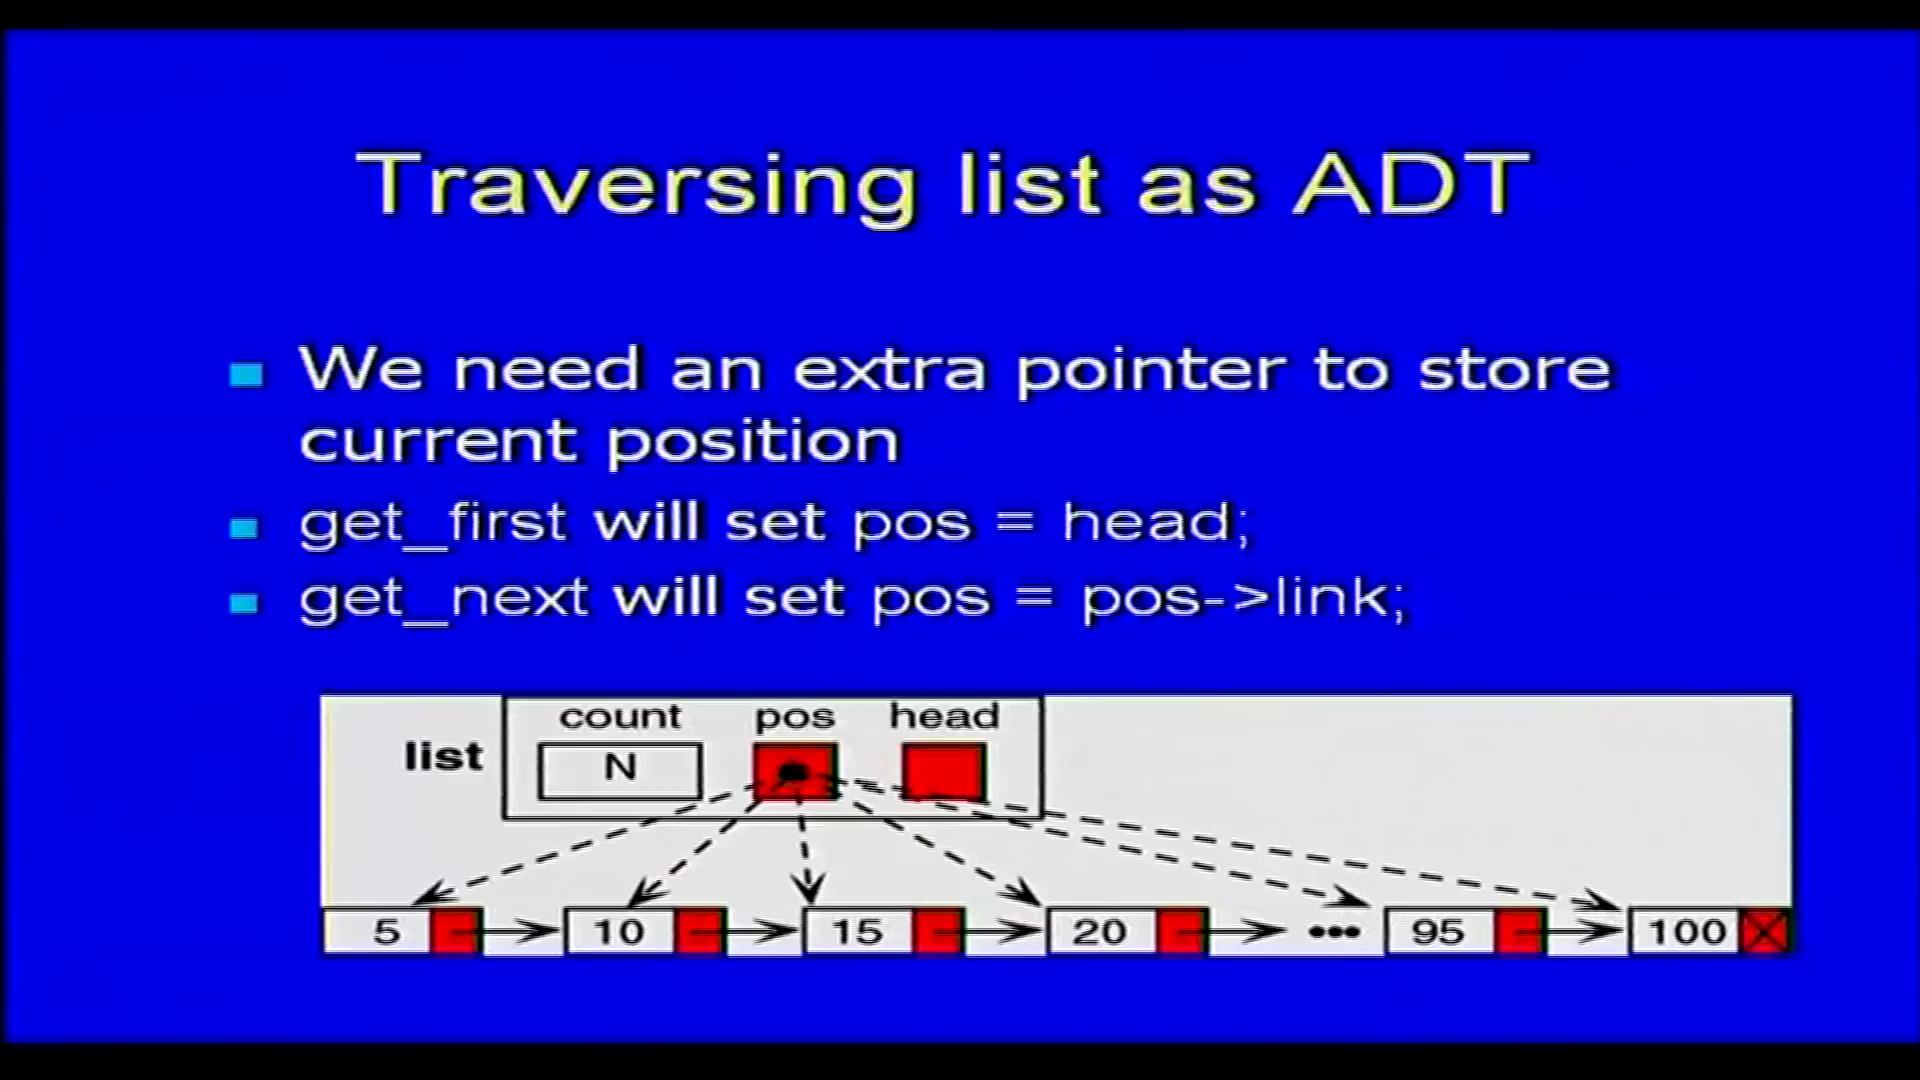 Traversing list as ADT
We need an extra pointer to store
current position
get_first will set pos = head;
get_next will set pos = pos->link;
count pos head
list
N
5 10 15 20 ••• 95 100